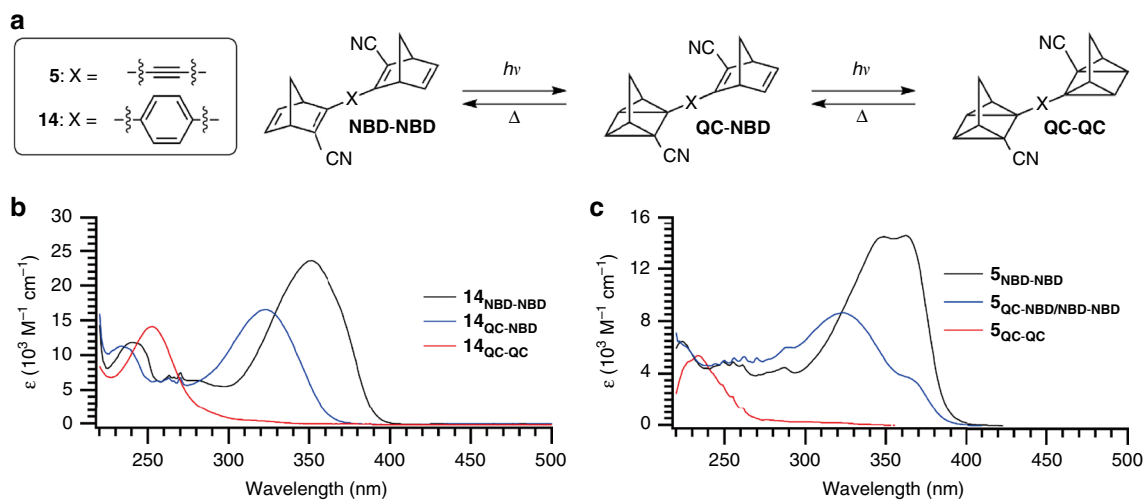 a
5: X =
14: X =
NC
X
NBD-NBD
CN
hν
Δ
NC
X
QC-NBD
CN
hν
Δ
NC
X
QC-QC
CN
b
30
25
20
15
10
5
0
ε (10³ M⁻¹ cm⁻¹)
250 300 350 400 450 500
Wavelength (nm)
14NBD-NBD
14QC-NBD
14QC-QC
c
16
12
8
4
0
ε (10³ M⁻¹ cm⁻¹)
250 300 350 400 450 500
Wavelength (nm)
5NBD-NBD
5QC-NBD/NBD-NBD
5QC-QC